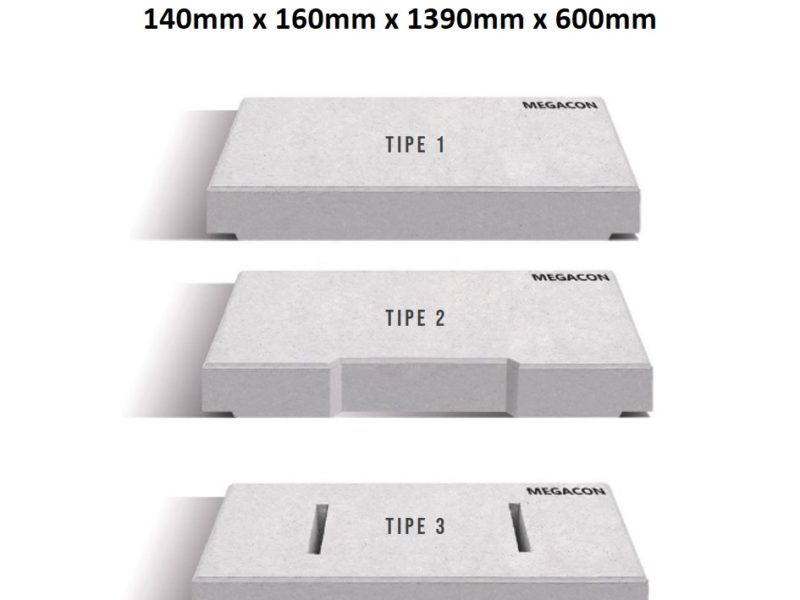 140mm x 160mm x 1390mm x 600mm
MEGACON
TIPE 1
MEGACON
TIPE 2
MEGACON
TIPE 3